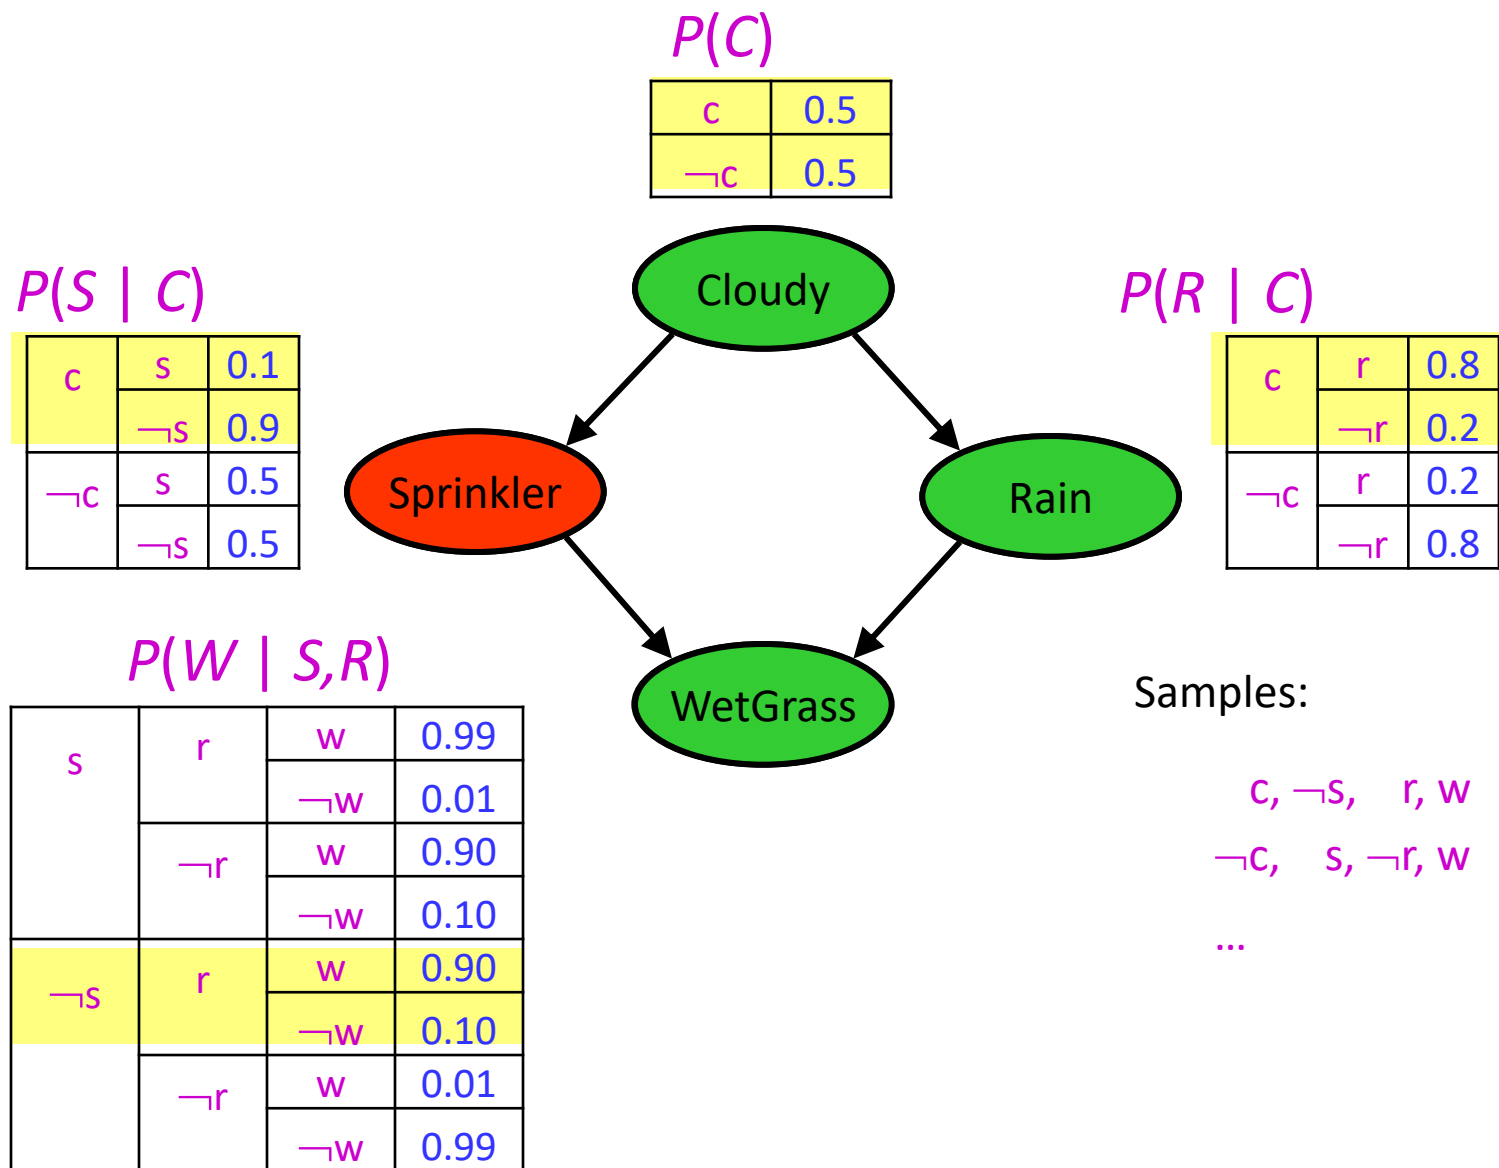 P(C)
c 0.5
¬c 0.5
Cloudy
P(S | C)
c s 0.1
¬s 0.9
¬c s 0.5
¬s 0.5
P(R | C)
c r 0.8
¬r 0.2
¬c r 0.2
¬r 0.8
Sprinkler
Rain
WetGrass
P(W | S,R)
s r w 0.99
¬w 0.01
¬r w 0.90
¬w 0.10
¬s r w 0.90
¬w 0.10
¬r w 0.01
¬w 0.99
Samples:
c, ¬s, r, w
¬c, s, ¬r, w
...